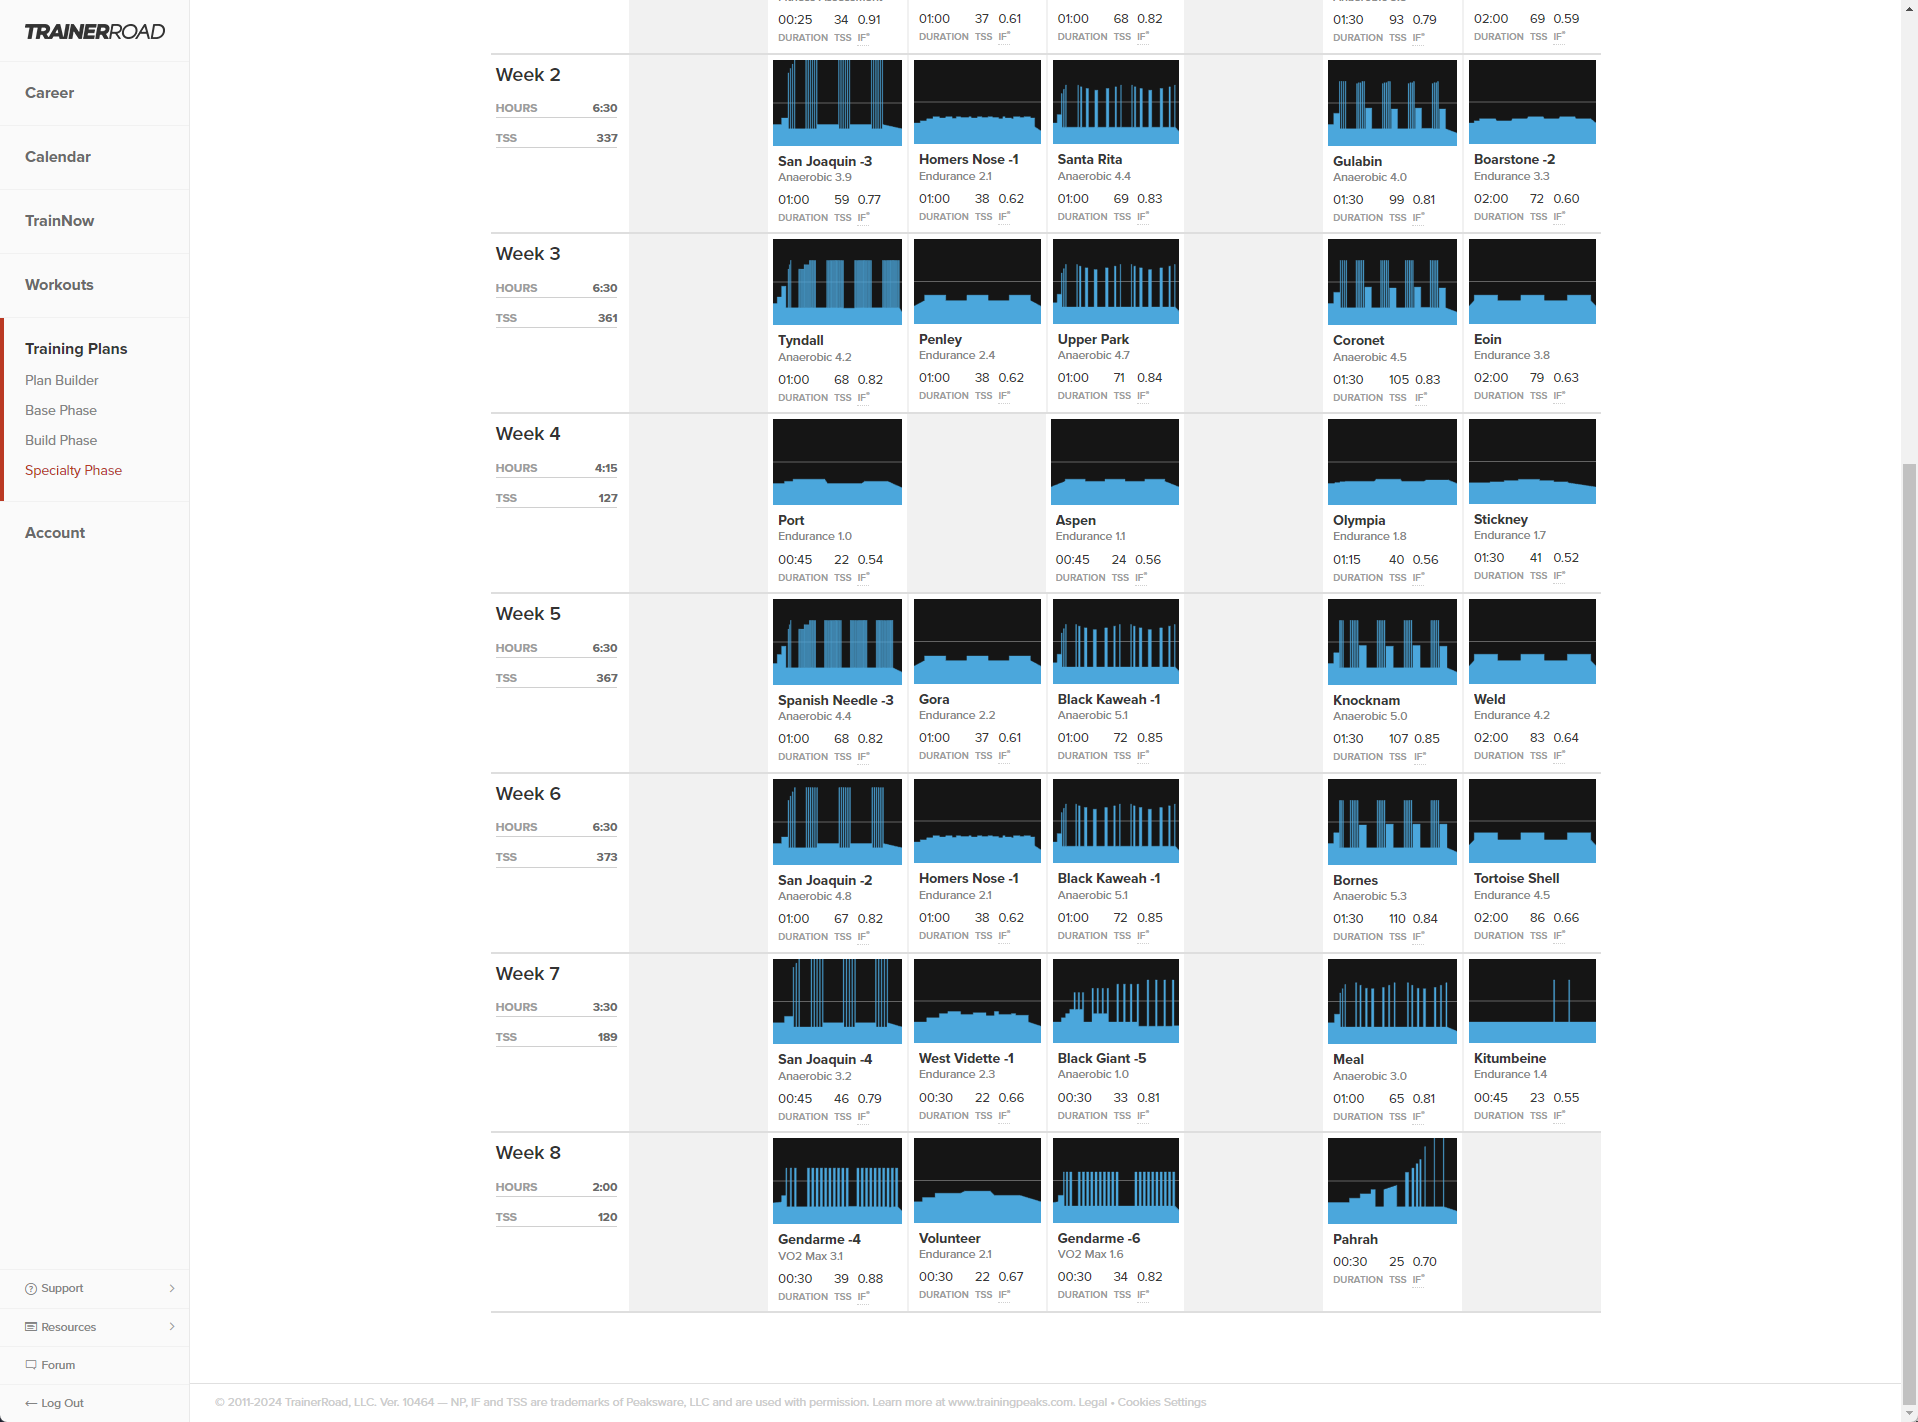 TRAINERROAD
Career
Calendar
TrainNow
Workouts
Training Plans
Plan Builder
Base Phase
Build Phase
Specialty Phase
Account
Support
Resources
Forum
Log Out
00:25 34 0.91
DURATION TSS IF*
01:00 37 0.61
DURATION TSS IF*
01:00 68 0.82
DURATION TSS IF*
01:30 93 0.79
DURATION TSS IF*
02:00 69 0.59
DURATION TSS IF*
Week 2
HOURS 6:30
TSS 337
San Joaquin -3
Anaerobic 3.9
01:00 59 0.77
DURATION TSS IF*
Homers Nose -1
Endurance 2.1
01:00 38 0.62
DURATION TSS IF*
Santa Rita
Anaerobic 4.4
01:00 69 0.83
DURATION TSS IF*
Gulabin
Anaerobic 4.0
01:30 99 0.81
DURATION TSS IF*
Boarstone -2
Endurance 3.3
02:00 72 0.60
DURATION TSS IF*
Week 3
HOURS 6:30
TSS 361
Tyndall
Anaerobic 4.2
01:00 68 0.82
DURATION TSS IF*
Penley
Endurance 2.4
01:00 38 0.62
DURATION TSS IF*
Upper Park
Anaerobic 4.7
01:00 71 0.84
DURATION TSS IF*
Coronet
Anaerobic 4.5
01:30 105 0.83
DURATION TSS IF*
Eoin
Endurance 3.8
02:00 79 0.63
DURATION TSS IF*
Week 4
HOURS 4:15
TSS 127
Port
Endurance 1.0
00:45 22 0.54
DURATION TSS IF*
Aspen
Endurance 1.1
00:45 24 0.56
DURATION TSS IF*
Olympia
Endurance 1.8
01:15 40 0.56
DURATION TSS IF*
Stickney
Endurance 1.7
01:30 41 0.52
DURATION TSS IF*
Week 5
HOURS 6:30
TSS 367
Spanish Needle -3
Anaerobic 4.4
01:00 68 0.82
DURATION TSS IF*
Gora
Endurance 2.2
01:00 37 0.61
DURATION TSS IF*
Black Kaweah -1
Anaerobic 5.1
01:00 72 0.85
DURATION TSS IF*
Knocknam
Anaerobic 5.0
01:30 107 0.85
DURATION TSS IF*
Weld
Endurance 4.2
02:00 83 0.64
DURATION TSS IF*
Week 6
HOURS 6:30
TSS 373
San Joaquin -2
Anaerobic 4.8
01:00 67 0.82
DURATION TSS IF*
Homers Nose -1
Endurance 2.1
01:00 38 0.62
DURATION TSS IF*
Black Kaweah -1
Anaerobic 5.1
01:00 72 0.85
DURATION TSS IF*
Bornes
Anaerobic 5.3
01:30 110 0.84
DURATION TSS IF*
Tortoise Shell
Endurance 4.5
02:00 86 0.66
DURATION TSS IF*
Week 7
HOURS 3:30
TSS 189
San Joaquin -4
Anaerobic 3.2
00:45 46 0.79
DURATION TSS IF*
West Vidette -1
Endurance 2.3
00:30 22 0.66
DURATION TSS IF*
Black Giant -5
Anaerobic 1.0
00:30 33 0.81
DURATION TSS IF*
Meal
Anaerobic 3.0
01:00 65 0.81
DURATION TSS IF*
Kitumbeine
Endurance 1.4
00:45 23 0.55
DURATION TSS IF*
Week 8
HOURS 2:00
TSS 120
Gendarme -4
VO2 Max 3.1
00:30 39 0.88
DURATION TSS IF*
Volunteer
Endurance 2.1
00:30 22 0.67
DURATION TSS IF*
Gendarme -6
VO2 Max 1.6
00:30 34 0.82
DURATION TSS IF*
Pahrah
00:30 25 0.70
DURATION TSS IF*
© 2011-2024 TrainerRoad, LLC. Ver. 10464 — NP, IF and TSS are trademarks of Peaksware, LLC and are used with permission. Learn more at www.trainingpeaks.com. Legal • Cookies Settings